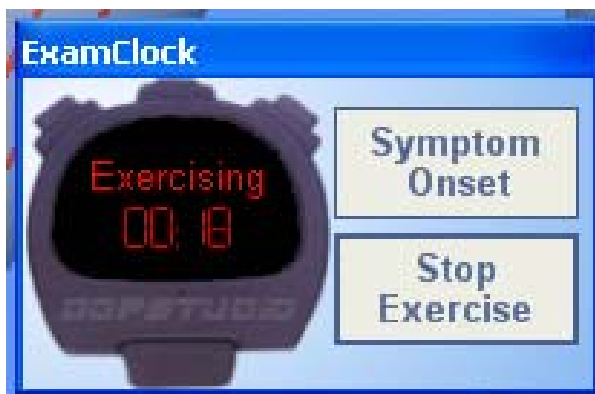 ExamClock
Exercising
00:18
Symptom
Onset
Stop
Exercise